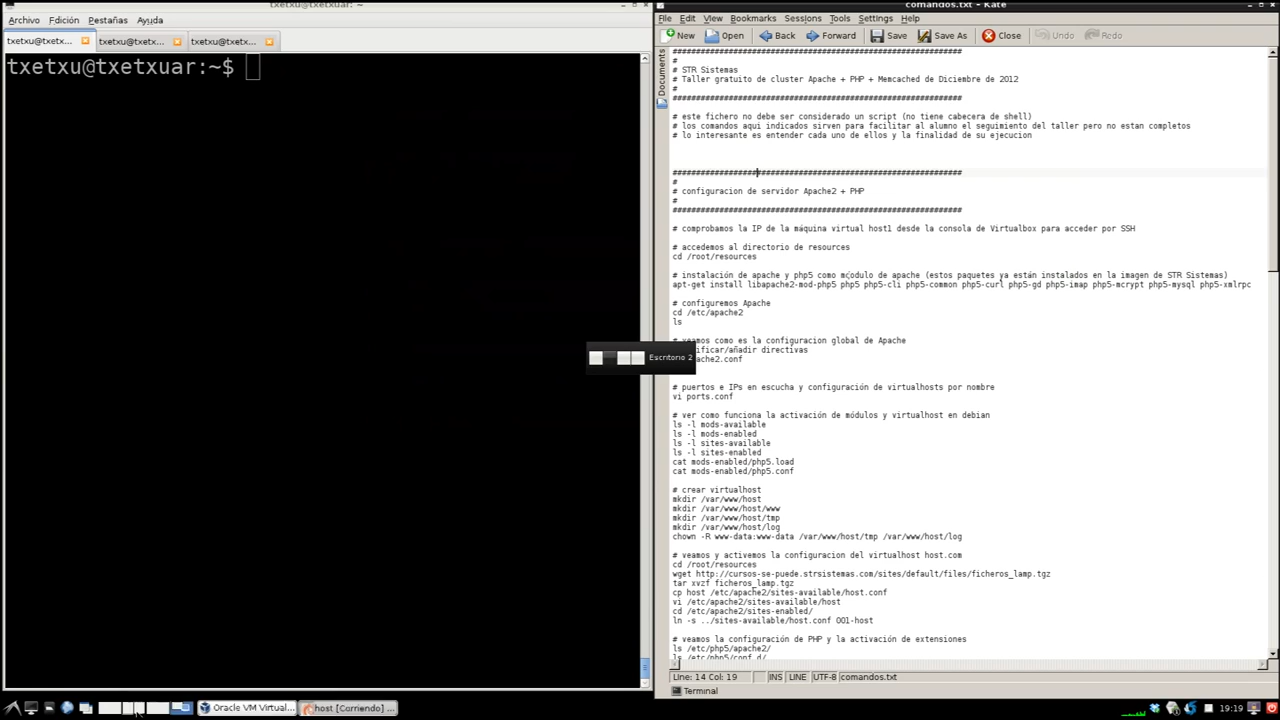 txetxu@txetxuar: ~
Archivo Edición Pestañas Ayuda
txetxu@txetx... txetxu@txetx... txetxu@txetx...
txetxu@txetxuar:~$
comandos.txt - Kate
File Edit View Bookmarks Sessions Tools Settings Help
New Open Back Forward Save Save As Close Undo Redo
Documents
###############################################################
#
# STR Sistemas
# Taller gratuito de cluster Apache + PHP + Memcached de Diciembre de 2012
#
###############################################################
# este fichero no debe ser considerado un script (no tiene cabecera de shell)
# los comandos aqui indicados sirven para facilitar al alumno el seguimiento del taller pero no estan completos
# lo interesante es entender cada uno de ellos y la finalidad de su ejecucion
###############################################################
#
# configuracion de servidor Apache2 + PHP
#
###############################################################
# comprobamos la IP de la máquina virtual host1 desde la consola de Virtualbox para acceder por SSH
# accedemos al directorio de resources
cd /root/resources
# instalación de apache y php5 como modulo de apache (estos paquetes ya están instalados en la imagen de STR Sistemas)
apt-get install libapache2-mod-php5 php5 php5-cli php5-common php5-curl php5-gd php5-imap php5-mcrypt php5-mysql php5-xmlrpc
# configuremos Apache
cd /etc/apache2
ls
# veamos como es la configuracion global de Apache
ificar/añadir directivas
ache2.conf
Escritorio 2
# puertos e IPs en escucha y configuración de virtualhosts por nombre
vi ports.conf
# ver como funciona la activación de módulos y virtualhost en debian
ls -l mods-available
ls -l mods-enabled
ls -l sites-available
ls -l sites-enabled
cat mods-enabled/php5.load
cat mods-enabled/php5.conf
# crear virtualhost
mkdir /var/www/host
mkdir /var/www/host/www
mkdir /var/www/host/tmp
mkdir /var/www/host/log
chown -R www-data:www-data /var/www/host/tmp /var/www/host/log
# veamos y activemos la configuracion del virtualhost host.com
cd /root/resources
wget http://cursos-se-puede.strsistemas.com/sites/default/files/ficheros_lamp.tgz
tar xvzf ficheros_lamp.tgz
cp host /etc/apache2/sites-available/host.conf
vi /etc/apache2/sites-available/host
cd /etc/apache2/sites-enabled/
ln -s ../sites-available/host.conf 001-host
# veamos la configuración de PHP y la activación de extensiones
ls /etc/php5/apache2/
ls /etc/php5/conf.d/
Line: 14 Col: 19 INS LINE UTF-8 comandos.txt
Terminal
Oracle VM Virtual... host [Corriendo] ... 19:19